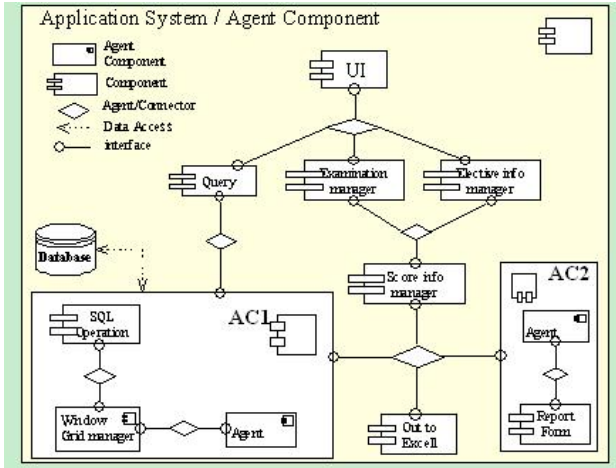 Application System / Agent Component
Agent
Component
Component
Agent/Connector
Data Access
interface
UI
Query
Examination
manager
Elective info
manager
Database
Score info
manager
AC1
SQL
Operation
Window
Grid manager
Agent
Out to
Excell
AC2
Agent
Report
Form